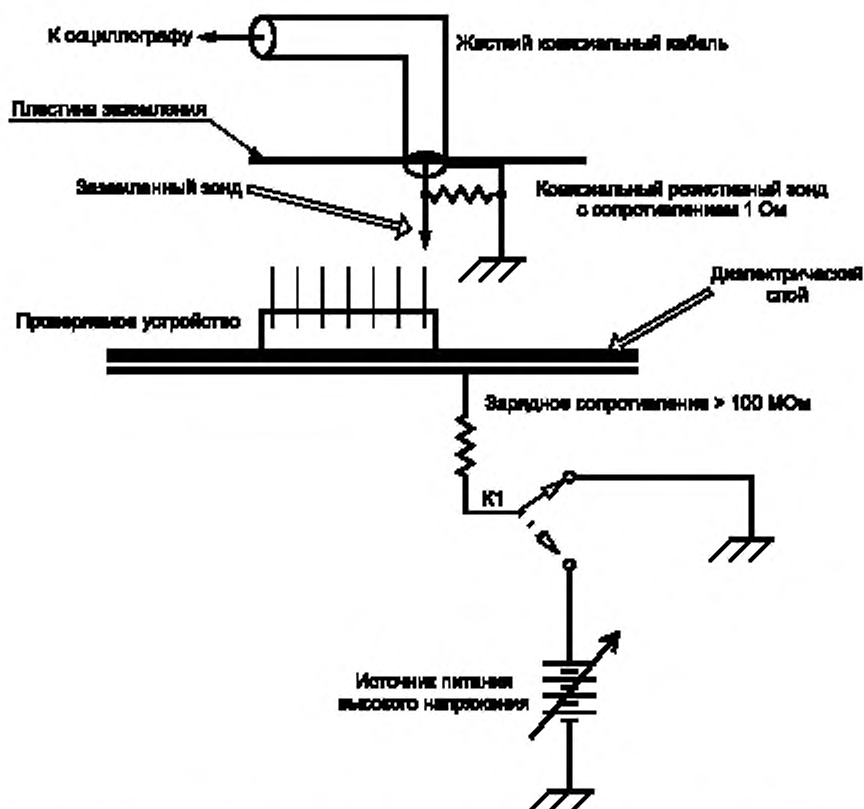 К осциллографу
Жесткий коаксиальный кабель
Пластина заземления
Заземленный зонд
Коаксиальный резистивный зонд
с сопротивлением 1 Ом
Диэлектрический
слой
Проверяемое устройство
Зарядное сопротивление > 100 МОм
К1
Источник питания
высокого напряжения